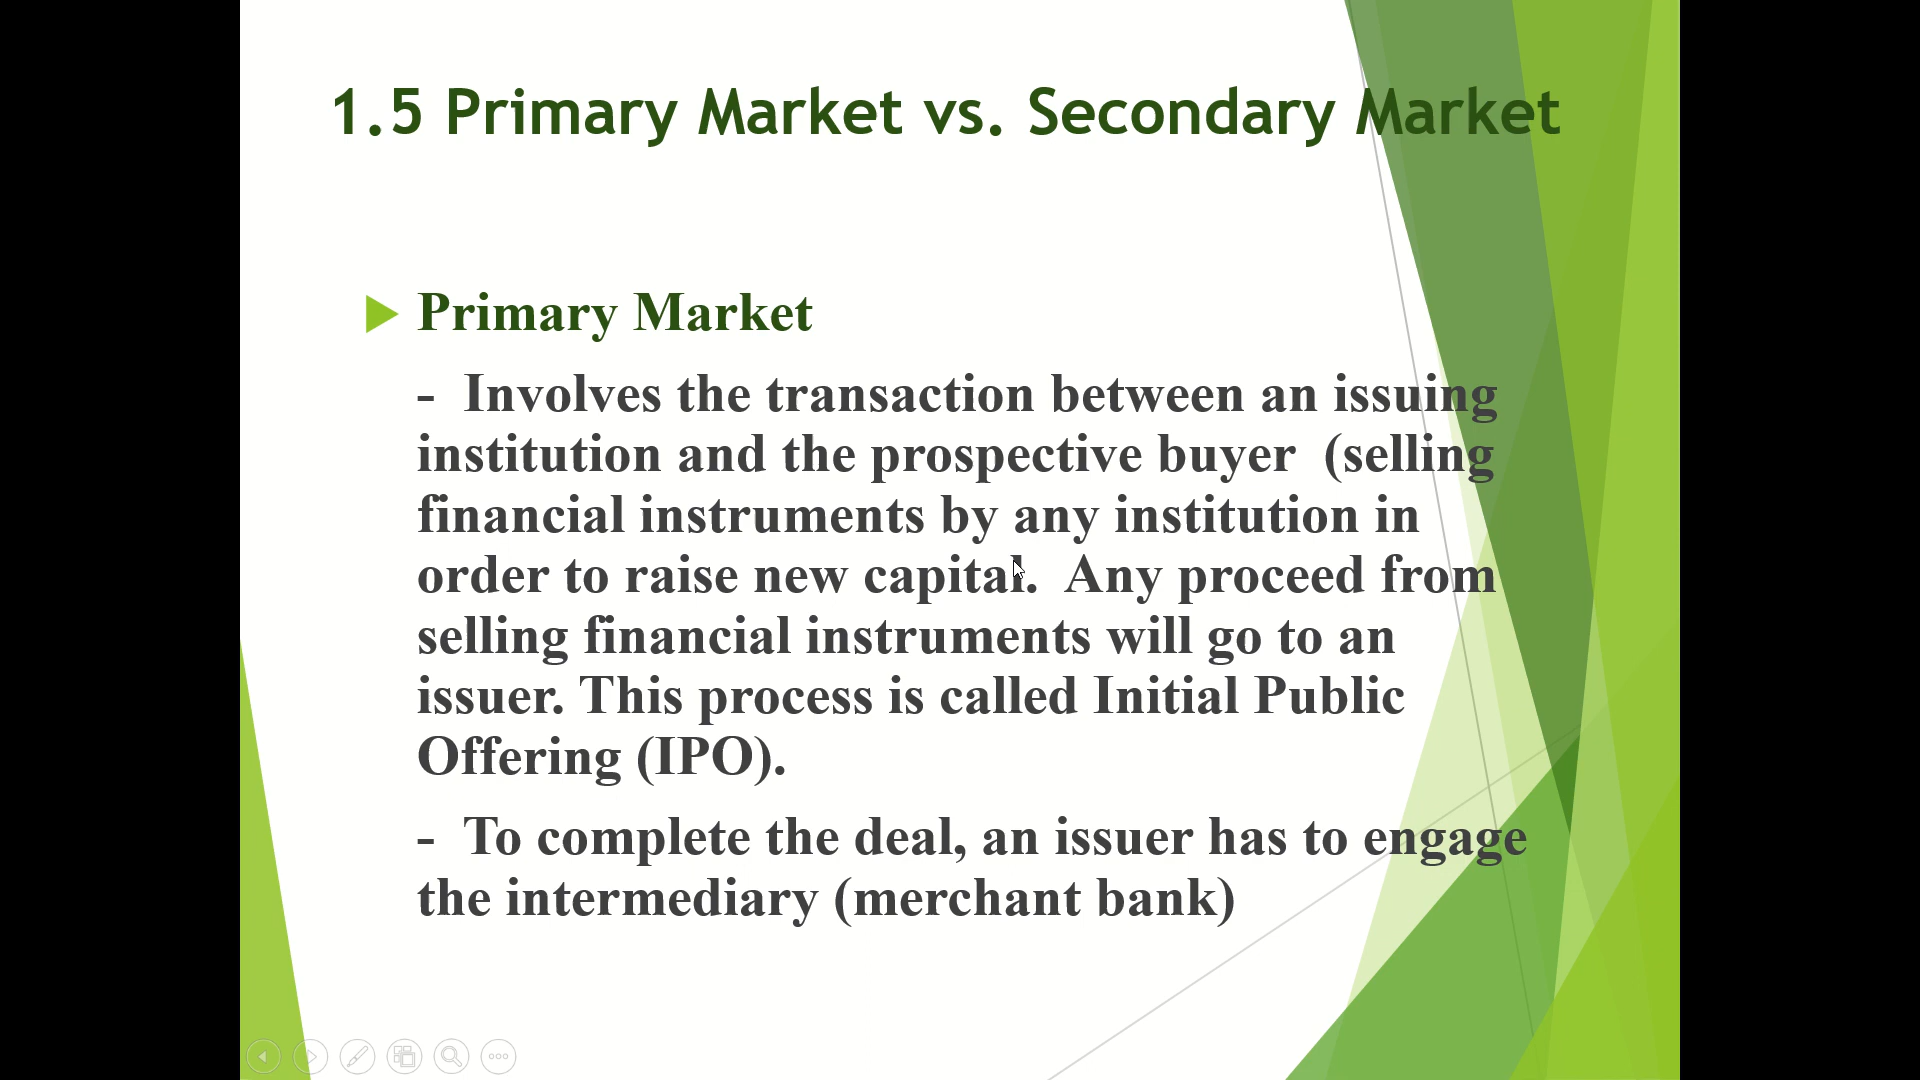 1.5 Primary Market vs. Secondary Market
Primary Market
- Involves the transaction between an issuing
institution and the prospective buyer (selling
financial instruments by any institution in
order to raise new capital. Any proceed from
selling financial instruments will go to an
issuer. This process is called Initial Public
Offering (IPO).
- To complete the deal, an issuer has to engage
the intermediary (merchant bank)